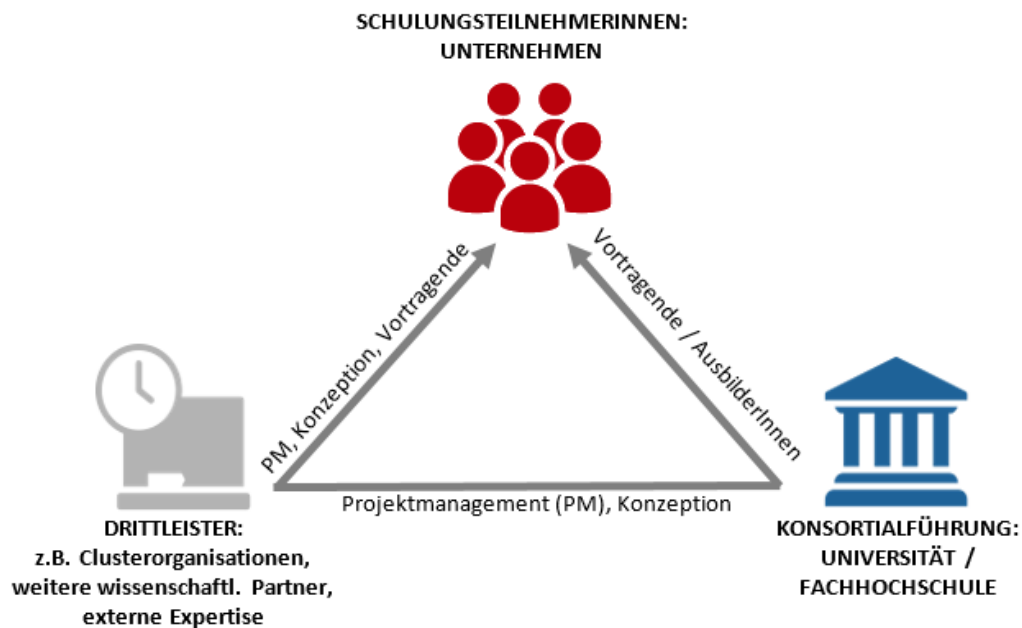 SCHULUNGSTEILNEHMERINNEN:
UNTERNEHMEN
PM, Konzeption, Vortragende
Vortragende / AusbilderInnen
Projektmanagement (PM), Konzeption
DRITTLEISTER:
z.B. Clusterorganisationen,
weitere wissenschaftl. Partner,
externe Expertise
KONSORTIALFÜHRUNG:
UNIVERSITÄT /
FACHHOCHSCHULE